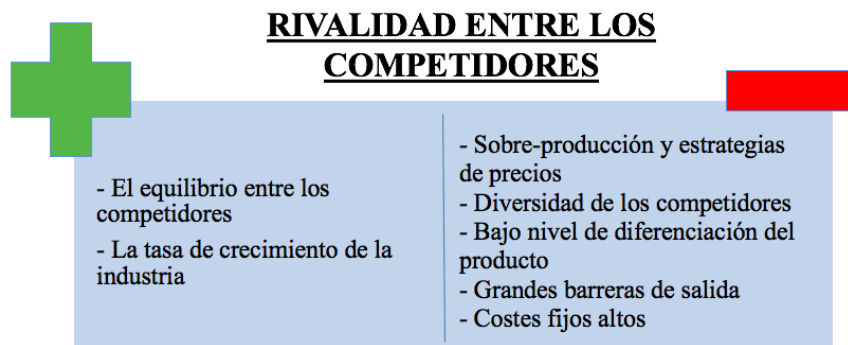 RIVALIDAD ENTRE LOS
COMPETIDORES
- El equilibrio entre los
competidores
- La tasa de crecimiento de la
industria
- Sobre-producción y estrategias
de precios
- Diversidad de los competidores
- Bajo nivel de diferenciación del
producto
- Grandes barreras de salida
- Costes fijos altos